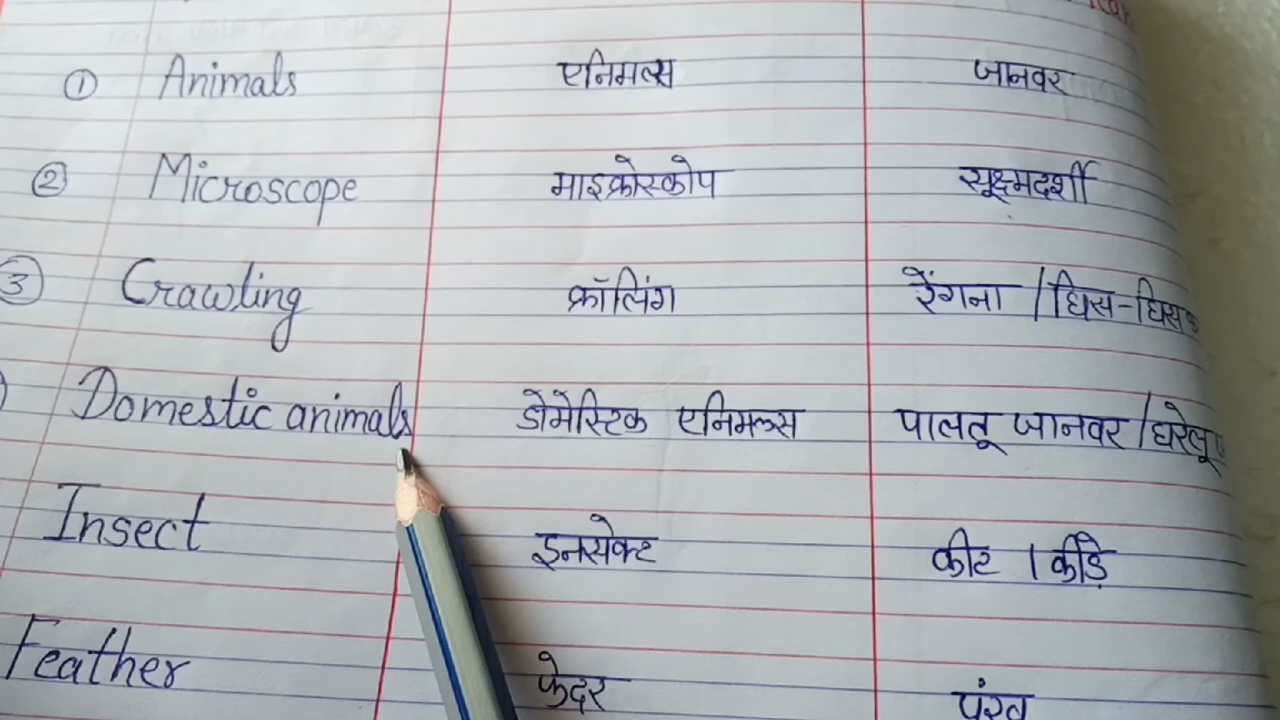 ① Animals एनिमल्स जानवर
② Microscope माइक्रोस्कोप सूक्ष्मदर्शी
③ Crawling क्रॉलिंग रेंगना / घिस-घिस
Domestic animals डोमेस्टिक एनिमल्स पालतू जानवर / घरेलू
Insect इनसेक्ट कीट / कीड़े
Feather फेदर पंख